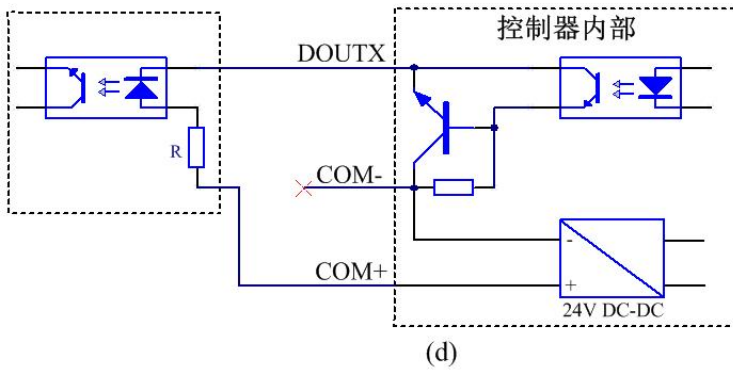 控制器内部
DOUTX
R
COM-
COM+
-
+
24V DC-DC
(d)